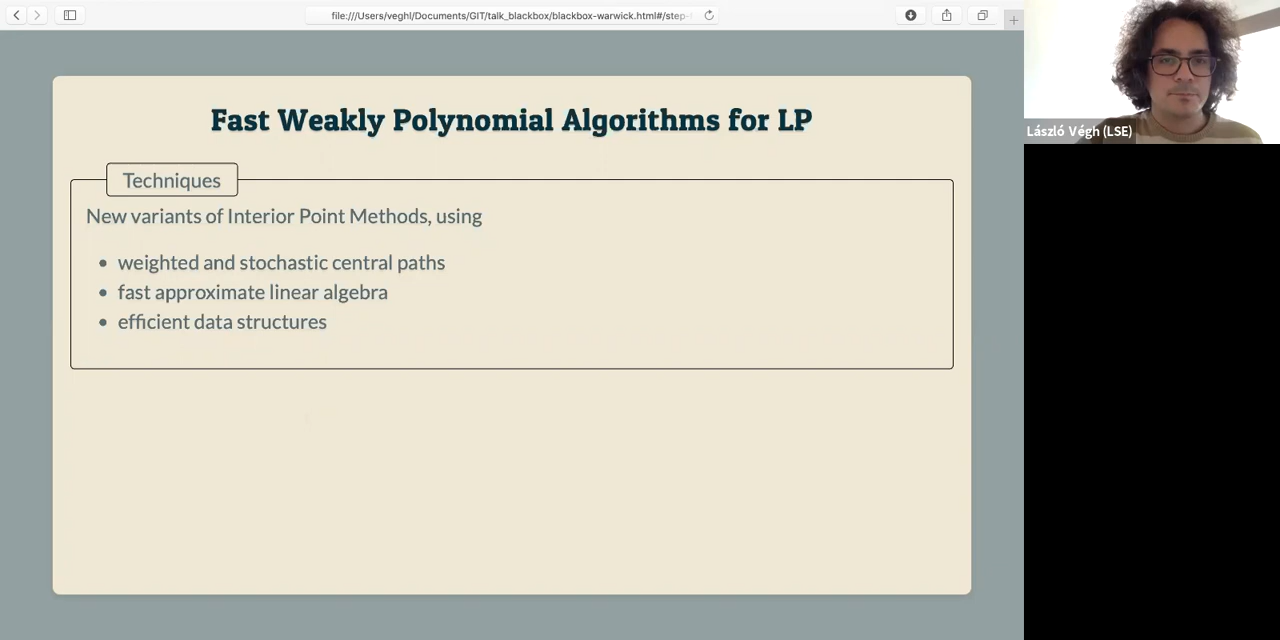 file:///Users/veghl/Documents/GIT/talk_blackbox/blackbox-warwick.html#/step-
Fast Weakly Polynomial Algorithms for LP
Techniques
New variants of Interior Point Methods, using
• weighted and stochastic central paths
• fast approximate linear algebra
• efficient data structures
László Végh (LSE)